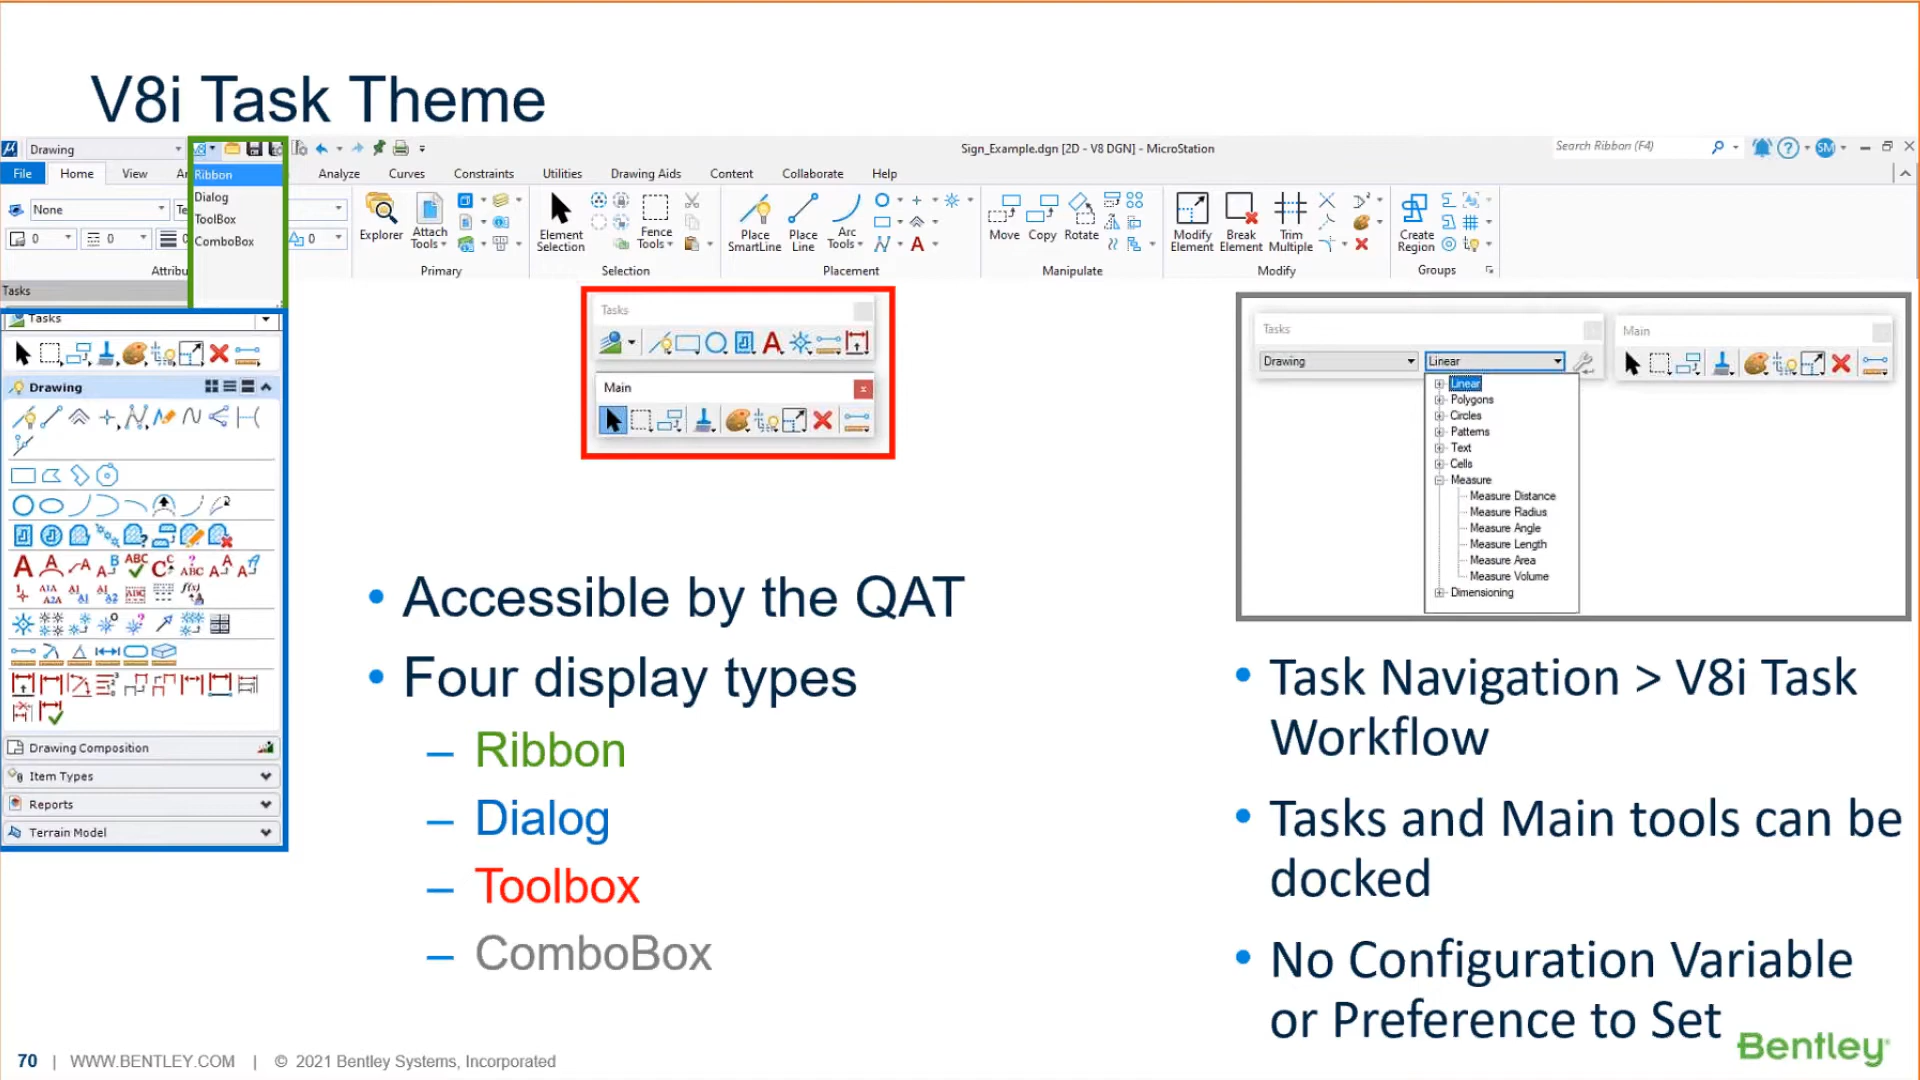 V8i Task Theme
Drawing
Sign_Example.dgn [2D - V8 DGN] - MicroStation
Search Ribbon (F4)
SM
File
Home
View
Analyze
Curves
Constraints
Utilities
Drawing Aids
Content
Collaborate
Help
Ribbon
Dialog
ToolBox
ComboBox
None
0
0
0
Explorer
Attach
Tools
Element
Selection
Fence
Tools
Place
SmartLine
Place
Line
Arc
Tools
Move
Copy
Rotate
Modify
Element
Break
Element
Trim
Multiple
Create
Region
Primary
Selection
Placement
Manipulate
Modify
Groups
Tasks
Tasks
Drawing
Drawing Composition
Item Types
Reports
Terrain Model
Tasks
Main
Tasks
Drawing
Linear
Linear
Polygons
Circles
Patterns
Text
Cells
Measure
Measure Distance
Measure Radius
Measure Angle
Measure Length
Measure Area
Measure Volume
Dimensioning
Main
• Accessible by the QAT
• Four display types
– Ribbon
– Dialog
– Toolbox
– ComboBox
• Task Navigation > V8i Task
Workflow
• Tasks and Main tools can be
docked
• No Configuration Variable
or Preference to Set
70 | WWW.BENTLEY.COM | © 2021 Bentley Systems, Incorporated
Bentley